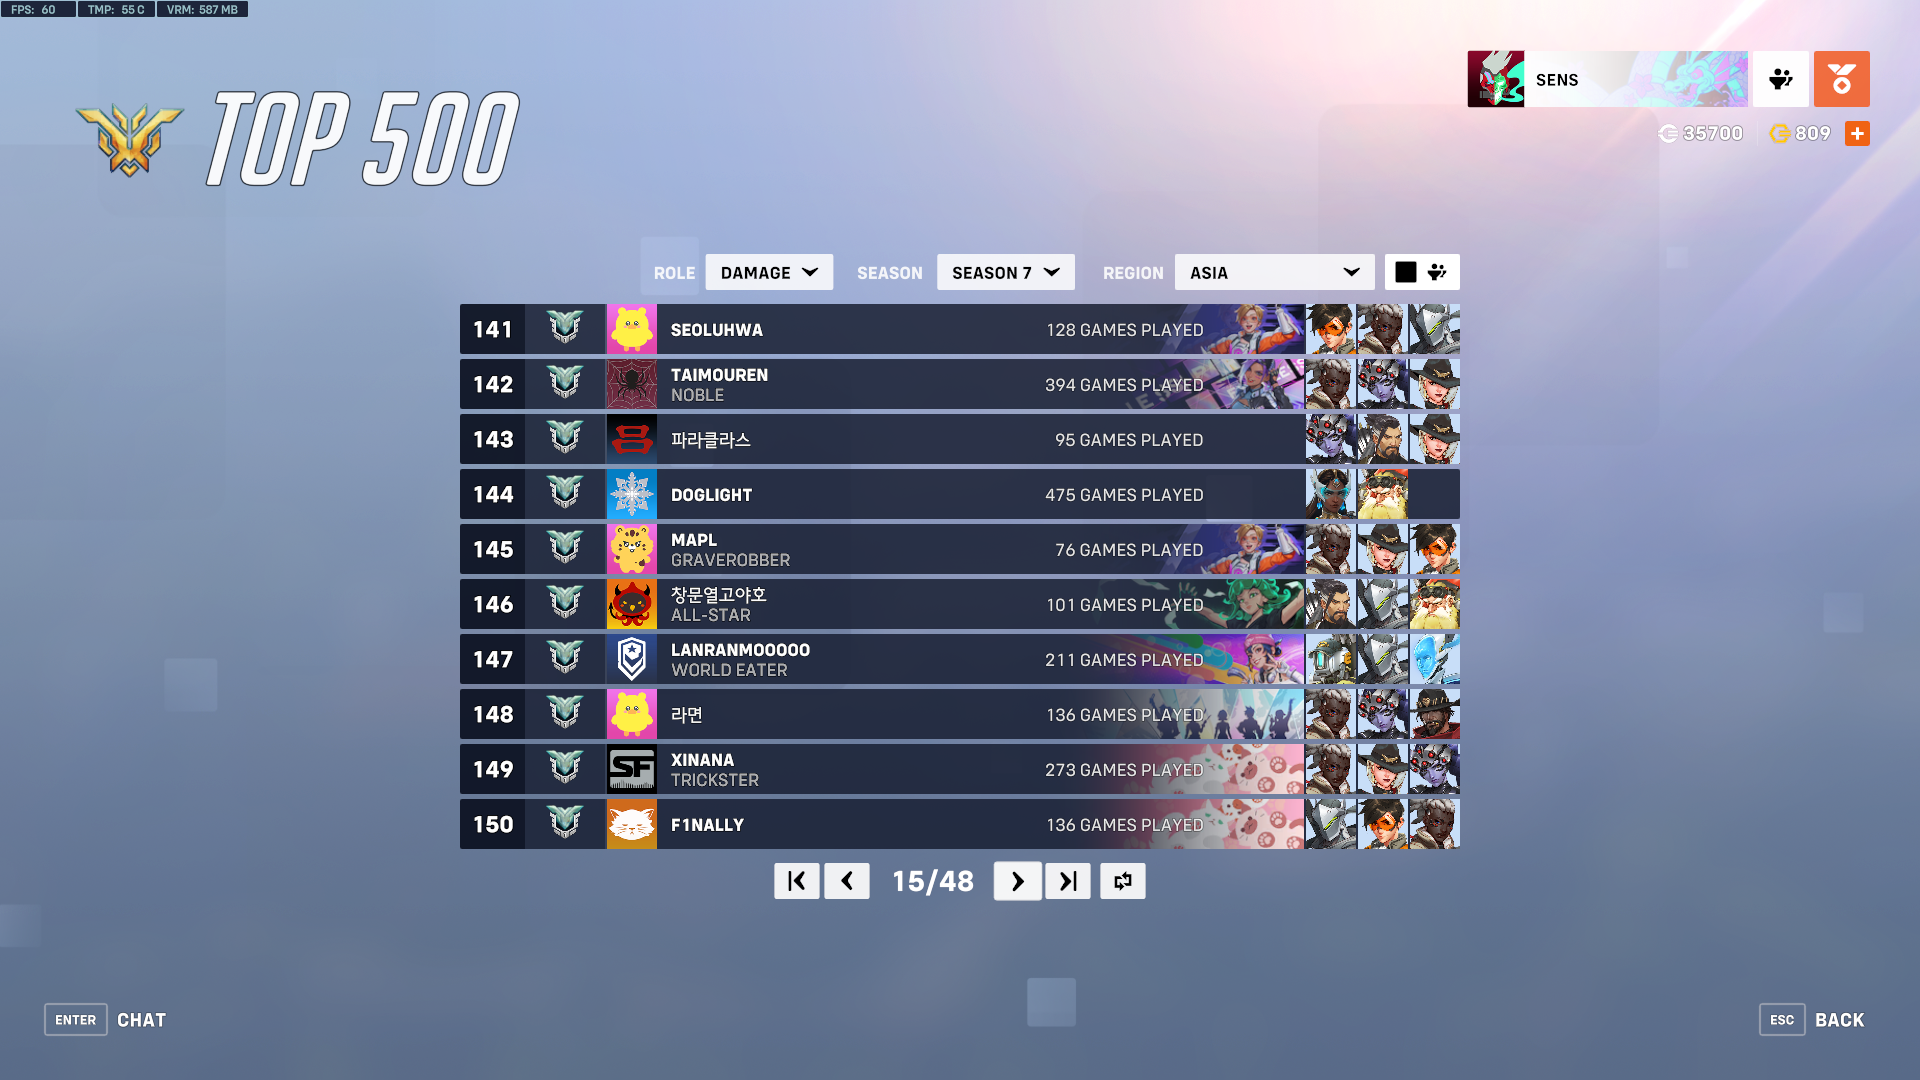 FPS: 60 TMP: 55 C VRM: 587 MB
TOP 500
SENS
35700 809
ROLE DAMAGE SEASON SEASON 7 REGION ASIA
141 SEOLUHWA 128 GAMES PLAYED
142 TAIMOUREN 394 GAMES PLAYED
NOBLE
143 파라클라스 95 GAMES PLAYED
144 DOGLIGHT 475 GAMES PLAYED
145 MAPL 76 GAMES PLAYED
GRAVEROBBER
146 창문열고야호 101 GAMES PLAYED
ALL-STAR
147 LANRANMOOOOO 211 GAMES PLAYED
WORLD EATER
148 라면 136 GAMES PLAYED
149 SF XINANA 273 GAMES PLAYED
TRICKSTER
150 F1NALLY 136 GAMES PLAYED
15/48
ENTER CHAT
ESC BACK